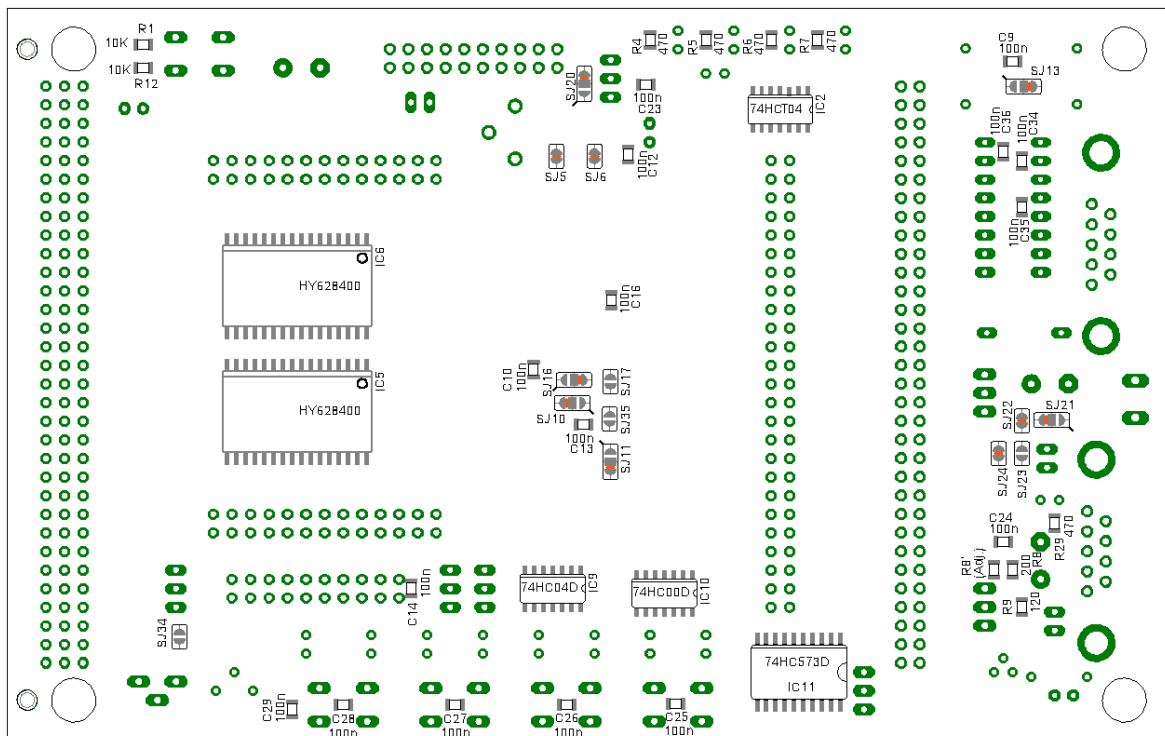 R1
10K
10K
R12
R4
470
R5
470
R6
470
R7
470
C9
100n
SJ13
SJ20
100n
C23
74HCT04
IC2
100n
C36
100n
C34
SJ5
SJ6
100n
C12
100n
C35
HY628400
IC6
100n
C16
HY628400
IC5
C10
100n
SJ16
SJ17
SJ10
SJ35
100n
C13
SJ11
SJ22
SJ21
SJ24
SJ23
C24
100n
R29
470
R8'
(Adj.)
200
R8
R9
120
C14
100n
74HC04D
IC9
74HC00D
IC10
SJ34
74HC573D
IC11
C29
100n
C28
100n
C27
100n
C26
100n
C25
100n